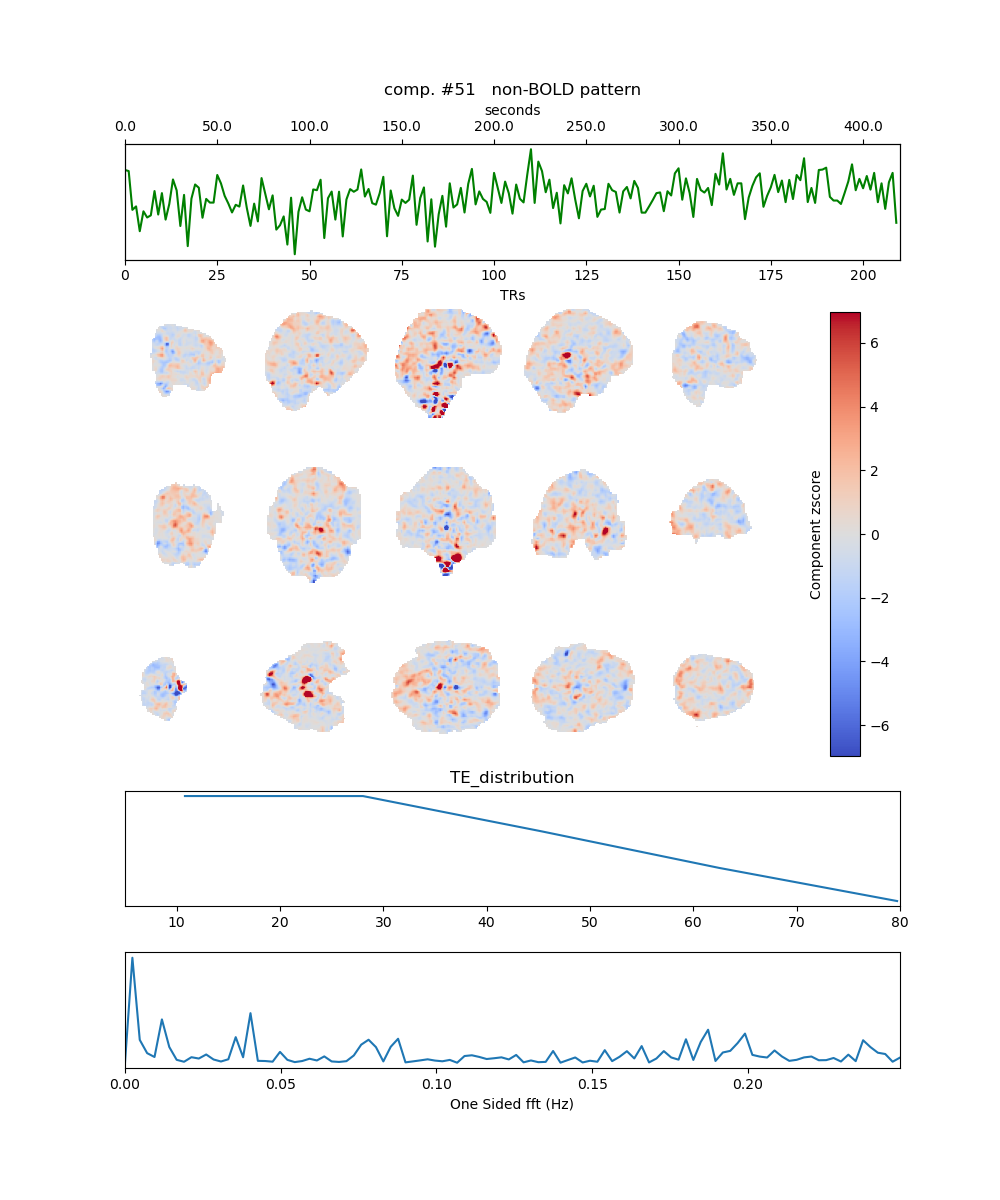 comp. #51   non-BOLD pattern
seconds
0.0 50.0 100.0 150.0 200.0 250.0 300.0 350.0 400.0
0 25 50 75 100 125 150 175 200
TRs
6
4
2
0
−2
−4
−6
Component zscore
TE_distribution
10 20 30 40 50 60 70 80
0.00 0.05 0.10 0.15 0.20
One Sided fft (Hz)